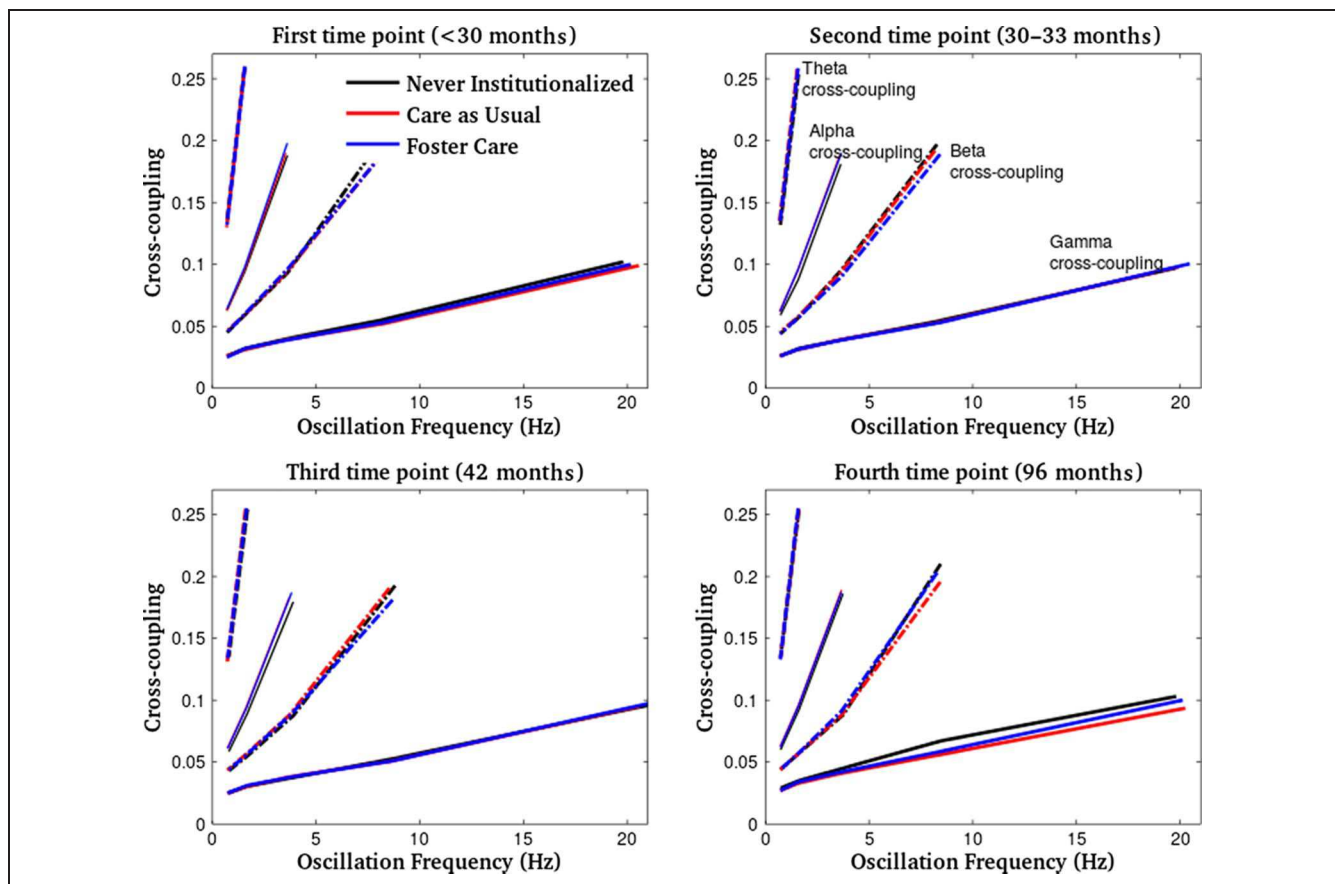 First time point (<30 months)
Cross-coupling
0.25
0.2
0.15
0.1
0.05
0
Never Institutionalized
Care as Usual
Foster Care
0 5 10 15 20
Oscillation Frequency (Hz)
Second time point (30–33 months)
Cross-coupling
0.25
0.2
0.15
0.1
0.05
0
Theta
cross-coupling
Alpha
cross-coupling
Beta
cross-coupling
Gamma
cross-coupling
0 5 10 15 20
Oscillation Frequency (Hz)
Third time point (42 months)
Cross-coupling
0.25
0.2
0.15
0.1
0.05
0
0 5 10 15 20
Oscillation Frequency (Hz)
Fourth time point (96 months)
Cross-coupling
0.25
0.2
0.15
0.1
0.05
0
0 5 10 15 20
Oscillation Frequency (Hz)